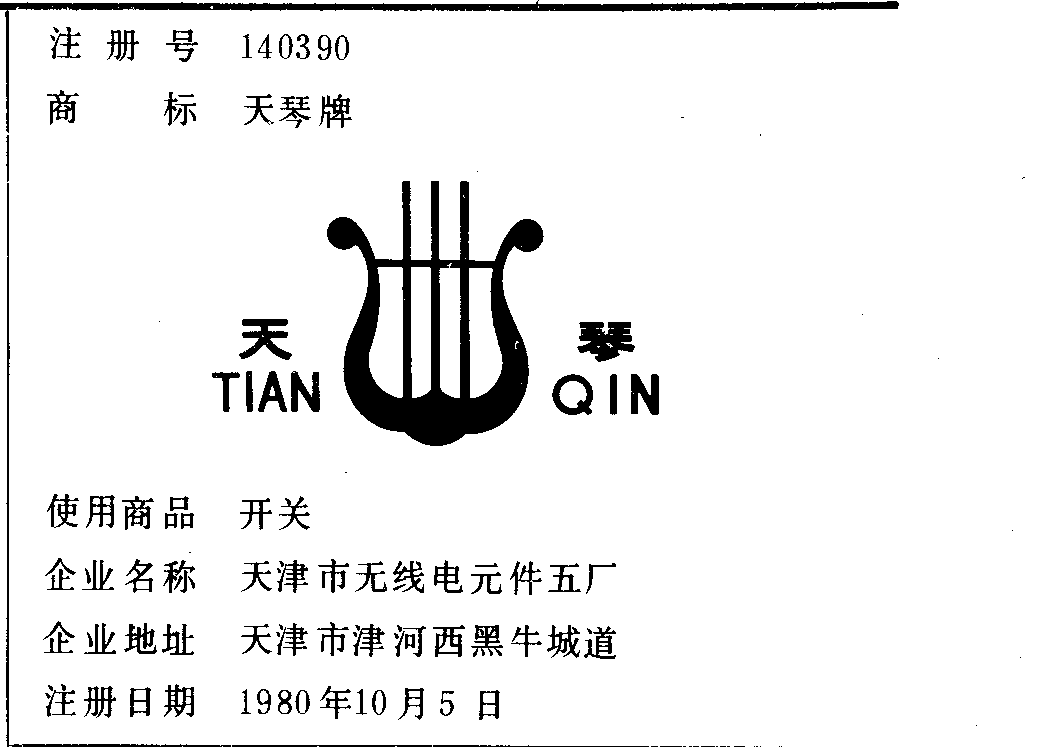 注册号 140390
商标 天琴牌
天 琴
TIAN QIN
使用商品 开关
企业名称 天津市无线电元件五厂
企业地址 天津市津河西黑牛城道
注册日期 1980年10月5日